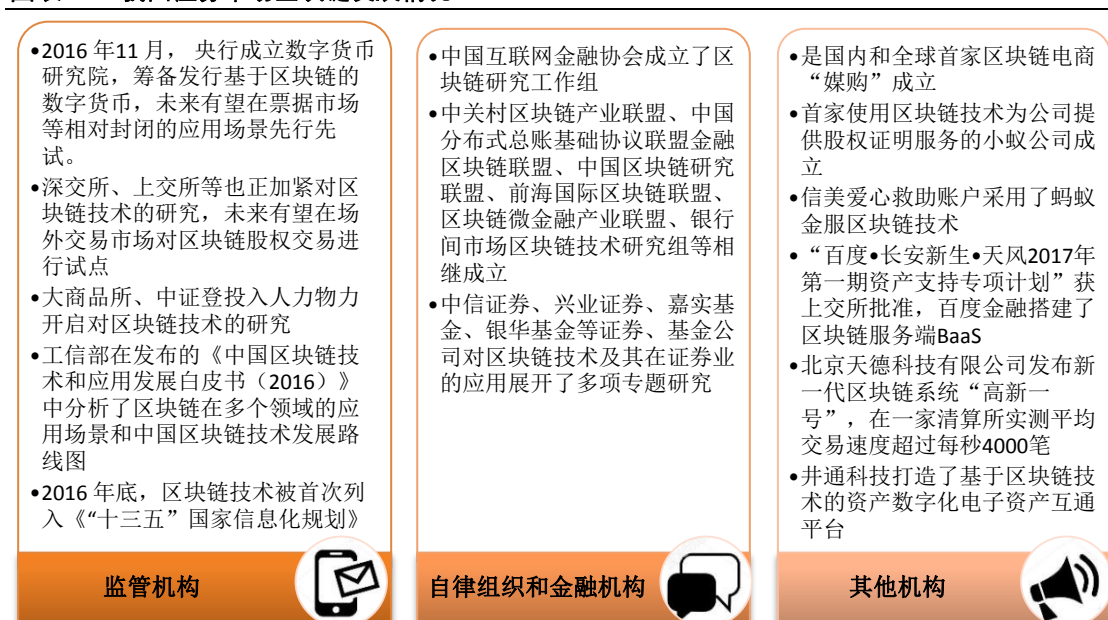 •2016 年11 月， 央行成立数字货币
研究院，筹备发行基于区块链的
数字货币，未来有望在票据市场
等相对封闭的应用场景先行先
试。
•深交所、上交所等也正加紧对区
块链技术的研究，未来有望在场
外交易市场对区块链股权交易进
行试点
•大商品所、中证登投入人力物力
开启对区块链技术的研究
•工信部在发布的《中国区块链技
术和应用发展白皮书（2016）》
中分析了区块链在多个领域的应
用场景和中国区块链技术发展路
线图
•2016 年底，区块链技术被首次列
入《“十三五”国家信息化规划》
监管机构
•中国互联网金融协会成立了区
块链研究工作组
•中关村区块链产业联盟、中国
分布式总账基础协议联盟金融
区块链联盟、中国区块链研究
联盟、前海国际区块链联盟、
区块链微金融产业联盟、银行
间市场区块链技术研究组等相
继成立
•中信证券、兴业证券、嘉实基
金、银华基金等证券、基金公
司对区块链技术及其在证券业
的应用展开了多项专题研究
自律组织和金融机构
•是国内和全球首家区块链电商
“媒购”成立
•首家使用区块链技术为公司提
供股权证明服务的小蚁公司成
立
•信美爱心救助账户采用了蚂蚁
金服区块链技术
•“百度•长安新生•天风2017年
第一期资产支持专项计划”获
上交所批准，百度金融搭建了
区块链服务端BaaS
•北京天德科技有限公司发布新
一代区块链系统“高新一
号”，在一家清算所实测平均
交易速度超过每秒4000笔
•井通科技打造了基于区块链技
术的资产数字化电子资产互通
平台
其他机构